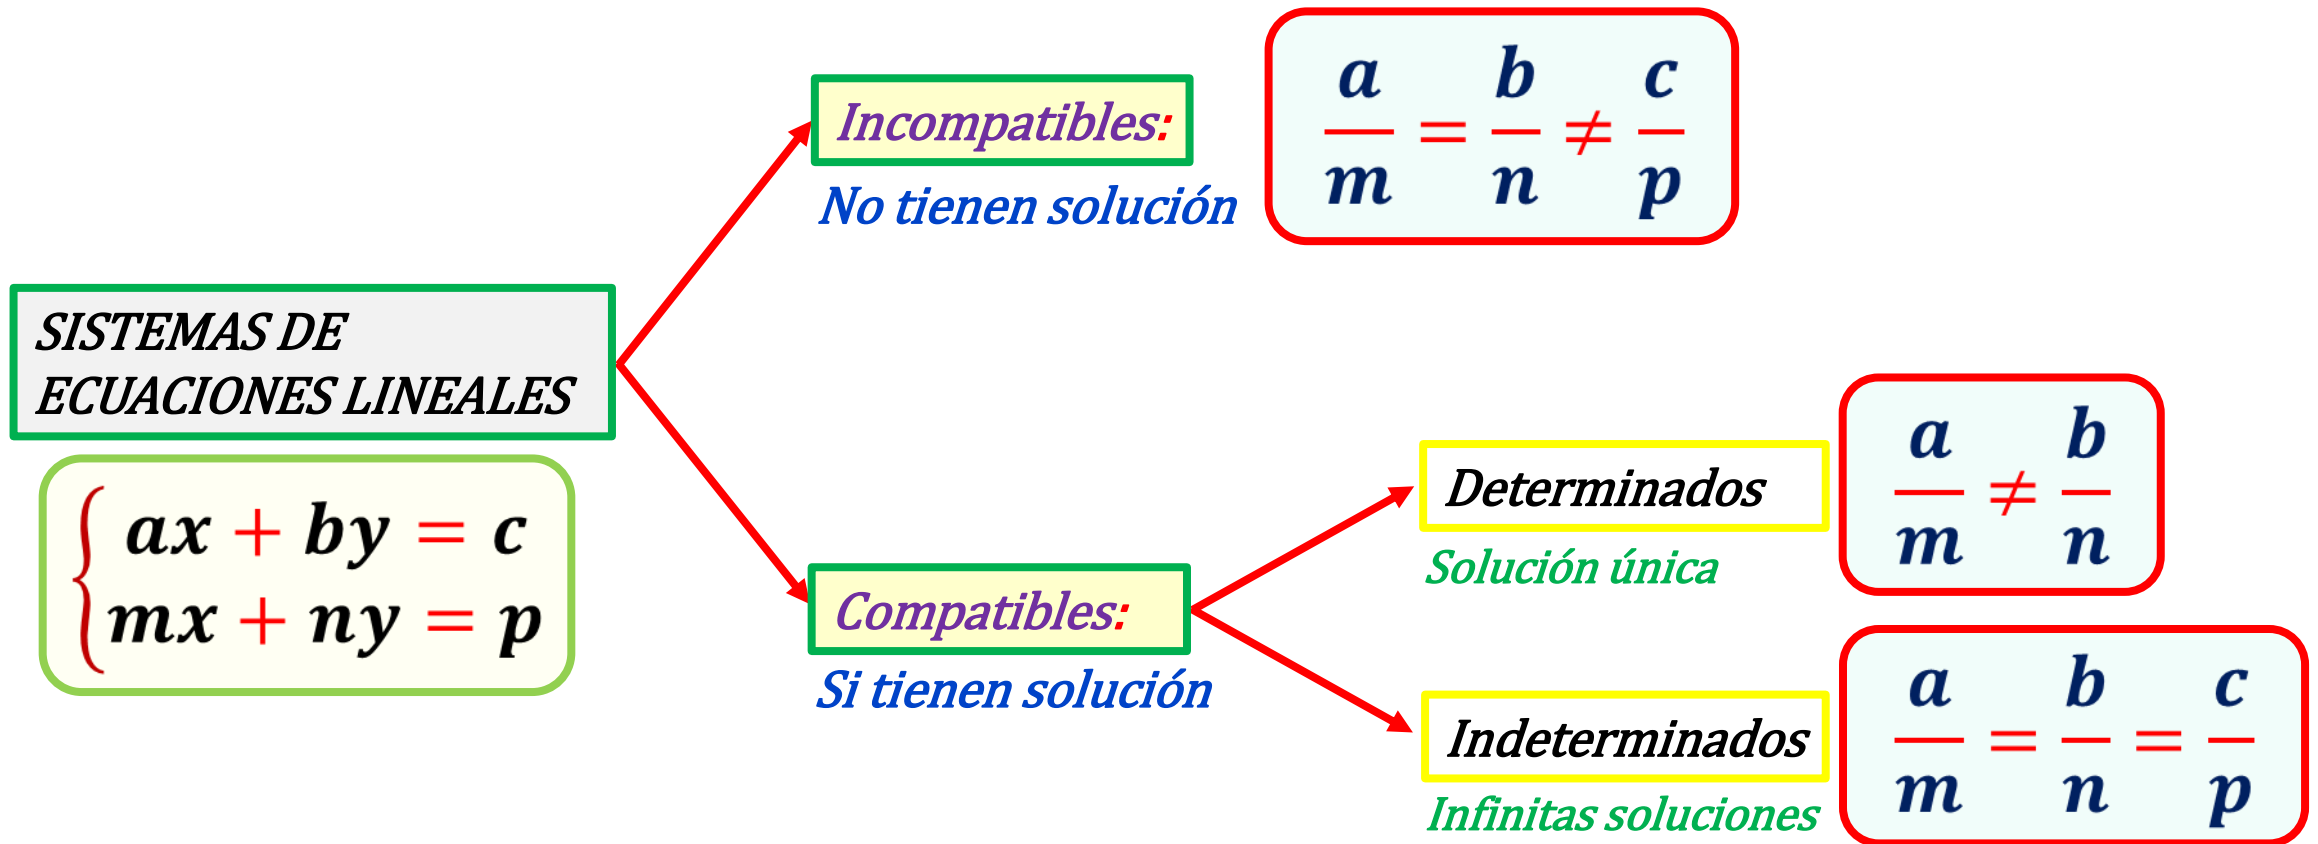 SISTEMAS DE
ECUACIONES LINEALES
ax + by = c
mx + ny = p
Incompatibles:
No tienen solución
a/m = b/n ≠ c/p
Compatibles:
Si tienen solución
Determinados
Solución única
a/m ≠ b/n
Indeterminados
Infinitas soluciones
a/m = b/n = c/p